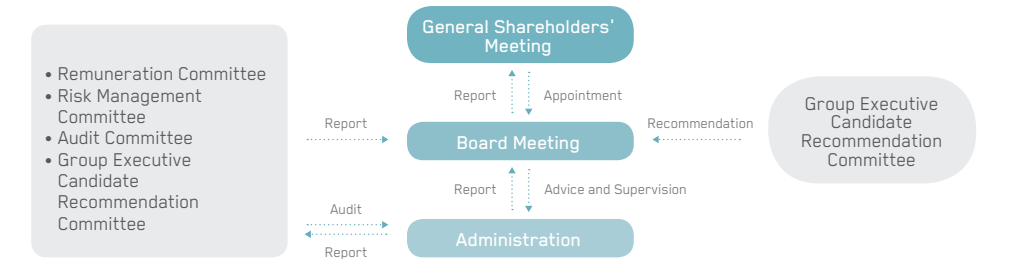 General Shareholders'
Meeting
• Remuneration Committee
• Risk Management
Committee
• Audit Committee
• Group Executive
Candidate
Recommendation
Committee
Report
Appointment
Report
Board Meeting
Recommendation
Group Executive
Candidate
Recommendation
Committee
Report
Advice and Supervision
Audit
Report
Administration